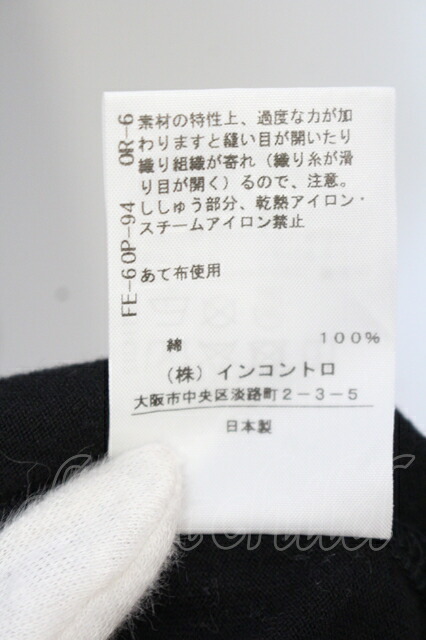 素材の特性上、過度な力が加
わりますと縫い目が開いたり
織り組織が寄れ（織り糸が滑
り目が開く）るので、注意。
ししゅう部分、乾熱アイロン・
スチームアイロン禁止
あて布使用
綿 100%
（株）インコントロ
大阪市中央区淡路町2-3-5
日本製
FE-60P-94 OR-6